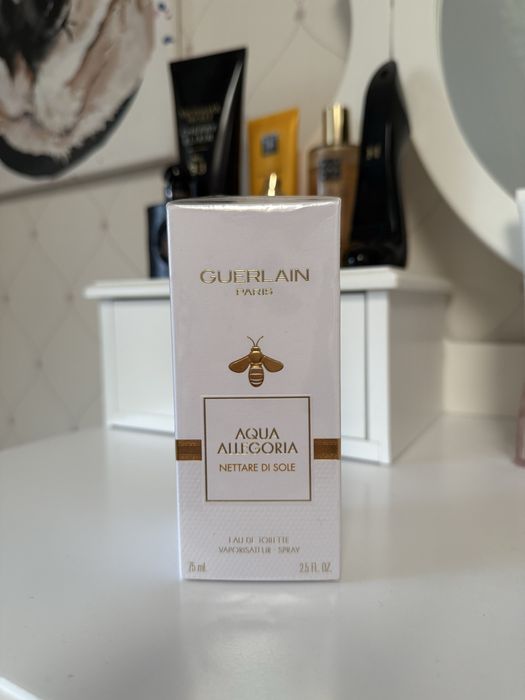 GUERLAIN
PARIS
AQUA
ALLEGORIA
NETTARE DI SOLE
EAU DE TOILETTE
VAPORISATEUR · SPRAY
75 ml. 2.5 FL. OZ.